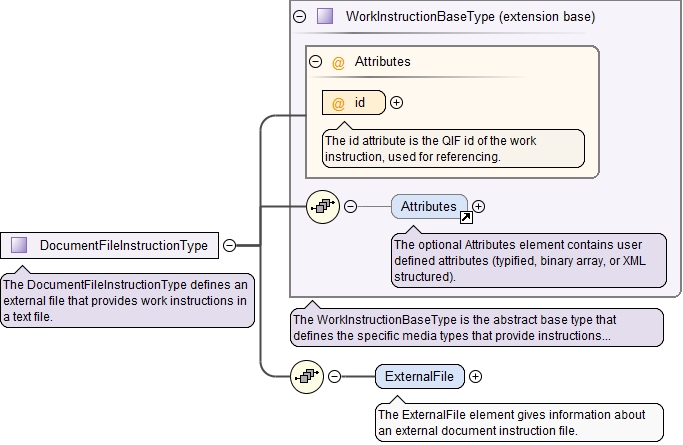 WorkInstructionBaseType (extension base)
@ Attributes
@ id
The id attribute is the QIF id of the work
instruction, used for referencing.
Attributes
The optional Attributes element contains user
defined attributes (typified, binary array, or XML
structured).
DocumentFileInstructionType
The DocumentFileInstructionType defines an
external file that provides work instructions in
a text file.
The WorkInstructionBaseType is the abstract base type that
defines the specific media types that provide instructions...
ExternalFile
The ExternalFile element gives information about
an external document instruction file.